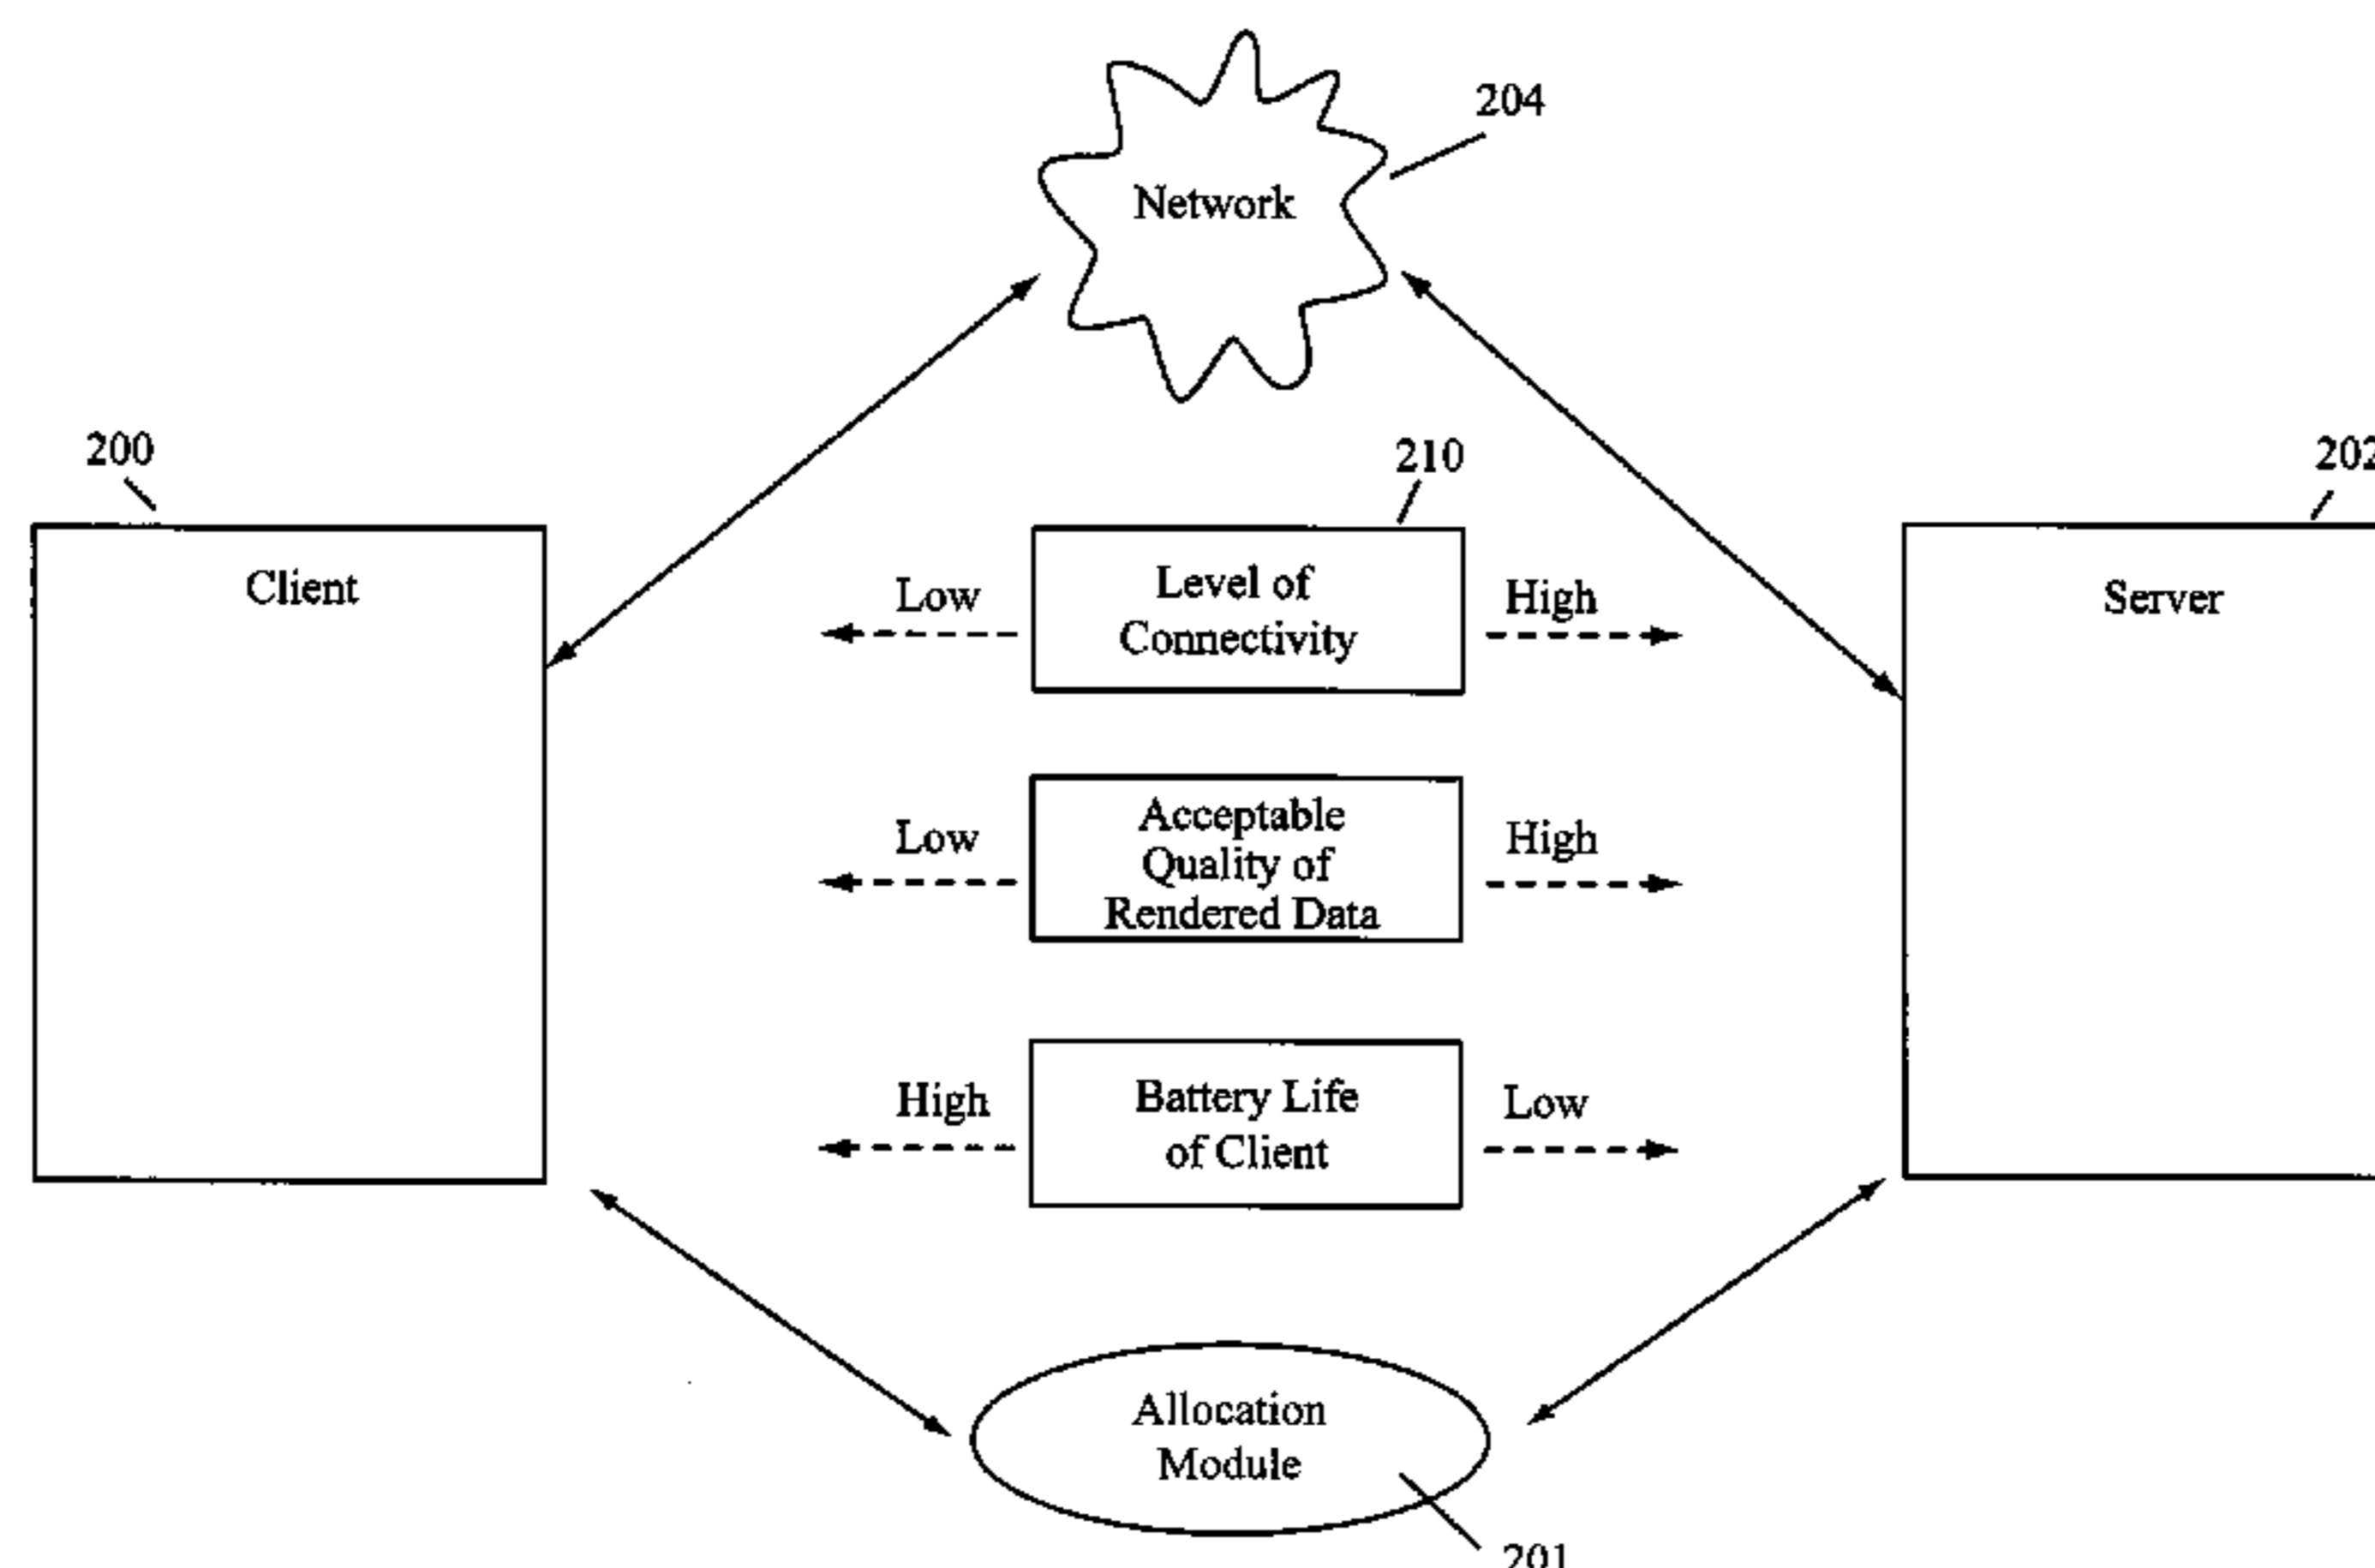 204
Network
200
210
202
Client
Level of
Connectivity
Low
High
Server
Acceptable
Quality of
Rendered Data
Low
High
Battery Life
of Client
High
Low
Allocation
Module
201